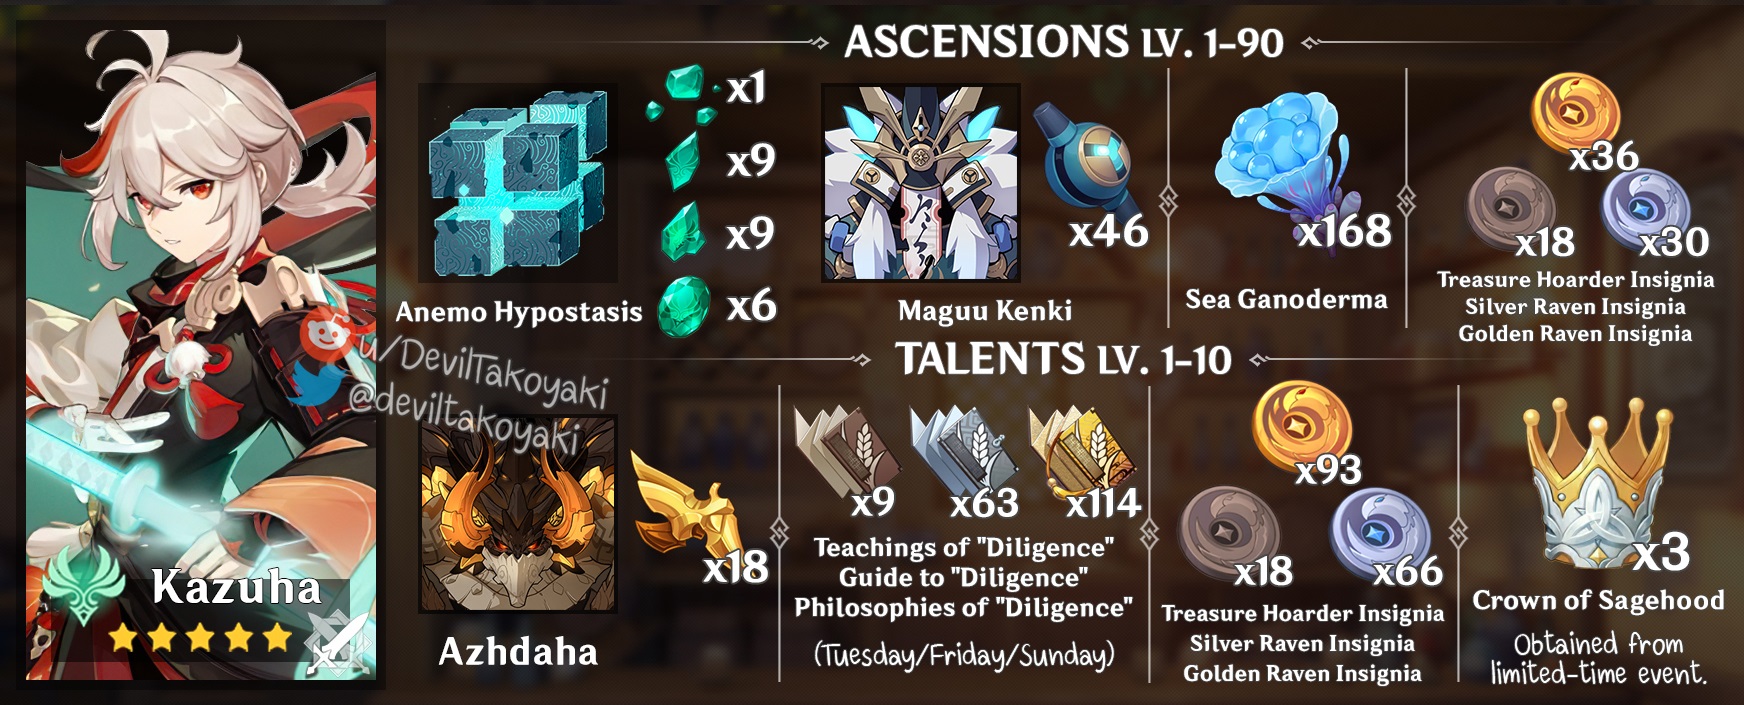 ASCENSIONS LV. 1-90
x1
x9
x9
x6
Anemo Hypostasis
x46
Maguu Kenki
x168
Sea Ganoderma
x36
x18
x30
Treasure Hoarder Insignia
Silver Raven Insignia
Golden Raven Insignia
u/DevilTakoyaki
@deviltakoyaki
Kazuha
TALENTS LV. 1-10
x18
Azhdaha
x9
x63
x114
Teachings of "Diligence"
Guide to "Diligence"
Philosophies of "Diligence"
(Tuesday/Friday/Sunday)
x93
x18
x66
Treasure Hoarder Insignia
Silver Raven Insignia
Golden Raven Insignia
x3
Crown of Sagehood
Obtained from
limited-time event.